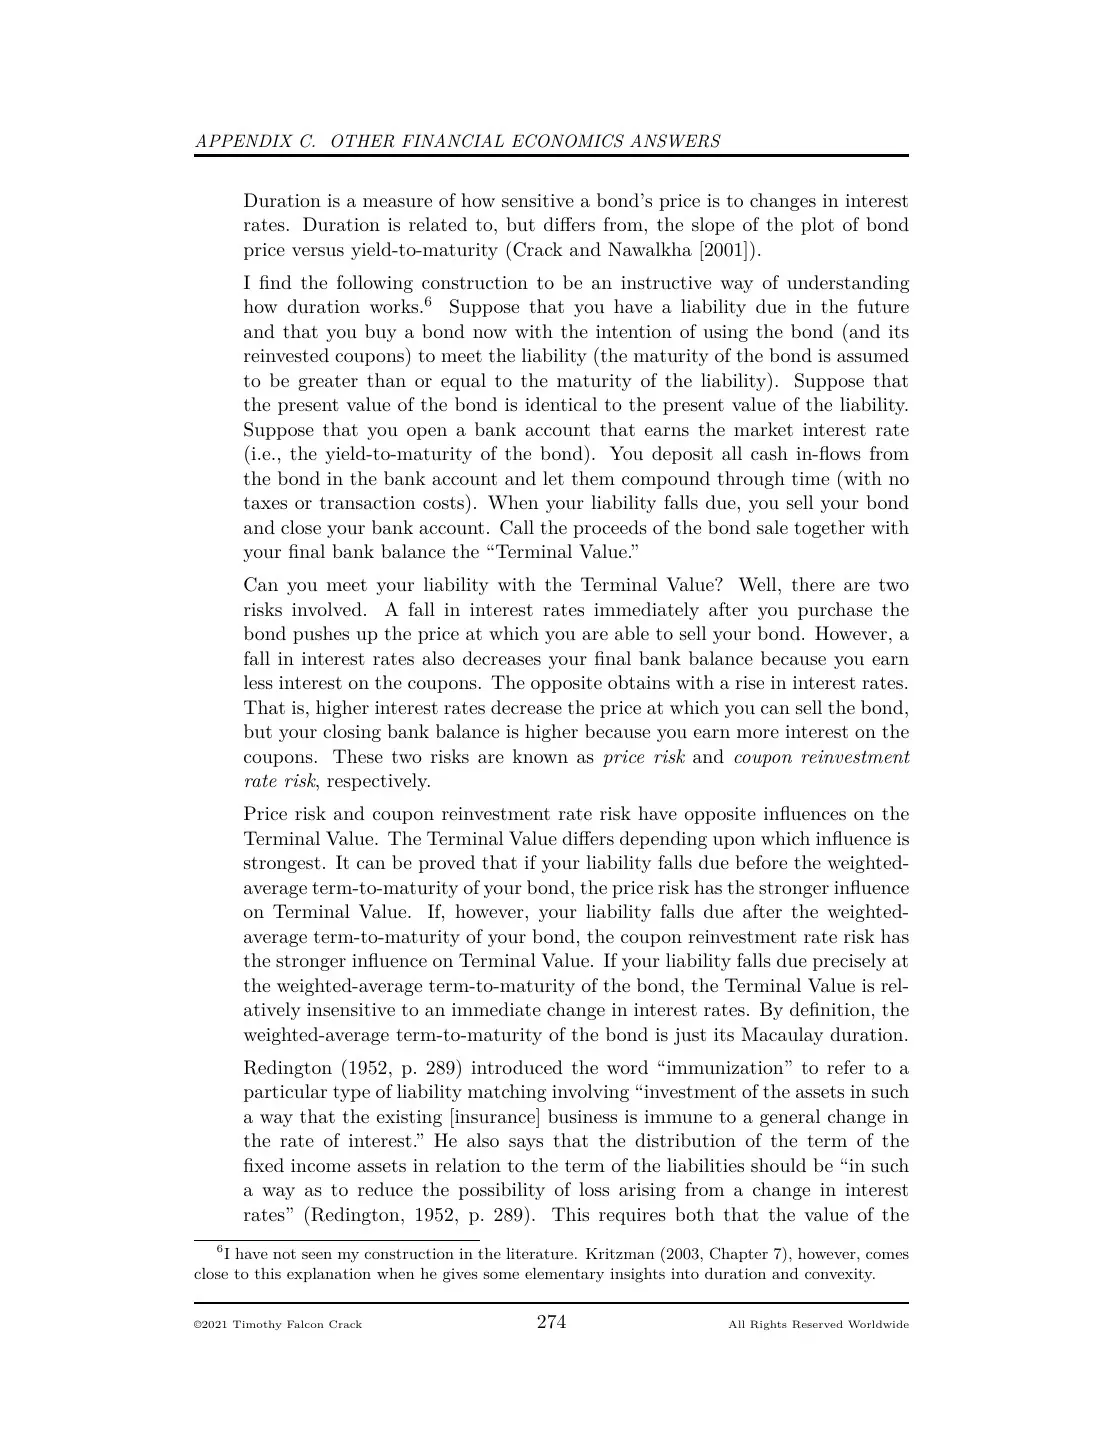 APPENDIX C. OTHER FINANCIAL ECONOMICS ANSWERS
Duration is a measure of how sensitive a bond's price is to changes in interest
rates. Duration is related to, but differs from, the slope of the plot of bond
price versus yield-to-maturity (Crack and Nawalkha [2001]).
I find the following construction to be an instructive way of understanding
how duration works.6 Suppose that you have a liability due in the future
and that you buy a bond now with the intention of using the bond (and its
reinvested coupons) to meet the liability (the maturity of the bond is assumed
to be greater than or equal to the maturity of the liability). Suppose that
the present value of the bond is identical to the present value of the liability.
Suppose that you open a bank account that earns the market interest rate
(i.e., the yield-to-maturity of the bond). You deposit all cash in-flows from
the bond in the bank account and let them compound through time (with no
taxes or transaction costs). When your liability falls due, you sell your bond
and close your bank account. Call the proceeds of the bond sale together with
your final bank balance the “Terminal Value.”
Can you meet your liability with the Terminal Value? Well, there are two
risks involved. A fall in interest rates immediately after you purchase the
bond pushes up the price at which you are able to sell your bond. However, a
fall in interest rates also decreases your final bank balance because you earn
less interest on the coupons. The opposite obtains with a rise in interest rates.
That is, higher interest rates decrease the price at which you can sell the bond,
but your closing bank balance is higher because you earn more interest on the
coupons. These two risks are known as price risk and coupon reinvestment
rate risk, respectively.
Price risk and coupon reinvestment rate risk have opposite influences on the
Terminal Value. The Terminal Value differs depending upon which influence is
strongest. It can be proved that if your liability falls due before the weighted-
average term-to-maturity of your bond, the price risk has the stronger influence
on Terminal Value. If, however, your liability falls due after the weighted-
average term-to-maturity of your bond, the coupon reinvestment rate risk has
the stronger influence on Terminal Value. If your liability falls due precisely at
the weighted-average term-to-maturity of the bond, the Terminal Value is rel-
atively insensitive to an immediate change in interest rates. By definition, the
weighted-average term-to-maturity of the bond is just its Macaulay duration.
Redington (1952, p. 289) introduced the word “immunization” to refer to a
particular type of liability matching involving “investment of the assets in such
a way that the existing [insurance] business is immune to a general change in
the rate of interest.” He also says that the distribution of the term of the
fixed income assets in relation to the term of the liabilities should be “in such
a way as to reduce the possibility of loss arising from a change in interest
rates” (Redington, 1952, p. 289). This requires both that the value of the
6I have not seen my construction in the literature. Kritzman (2003, Chapter 7), however, comes
close to this explanation when he gives some elementary insights into duration and convexity.
©2021 Timothy Falcon Crack 274 All Rights Reserved Worldwide